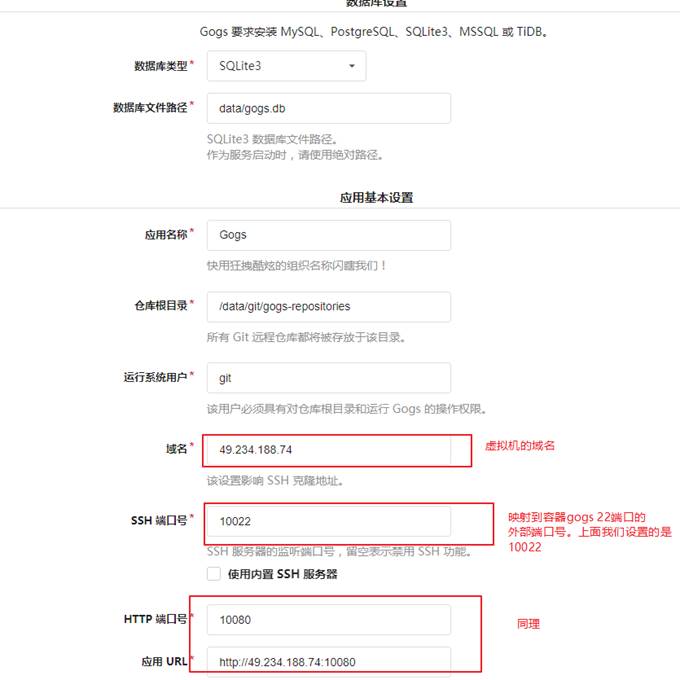 数据库设置
Gogs 要求安装 MySQL、PostgreSQL、SQLite3、MSSQL 或 TiDB。
数据库类型* SQLite3
数据库文件路径* data/gogs.db
SQLite3 数据库文件路径。
作为服务启动时，请使用绝对路径。
应用基本设置
应用名称* Gogs
快用狂拽酷炫的组织名称闪瞎我们！
仓库根目录* /data/git/gogs-repositories
所有 Git 远程仓库都将被存放于该目录。
运行系统用户* git
该用户必须具有对仓库根目录和运行 Gogs 的操作权限。
域名* 49.234.188.74 虚拟机的域名
该设置影响 SSH 克隆地址。
SSH 端口号* 10022
映射到容器gogs 22端口的
外部端口号。上面我们设置的是
10022
SSH 服务器的监听端口号，留空表示禁用 SSH 功能。
使用内置 SSH 服务器
HTTP 端口号* 10080
同理
应用 URL* http://49.234.188.74:10080